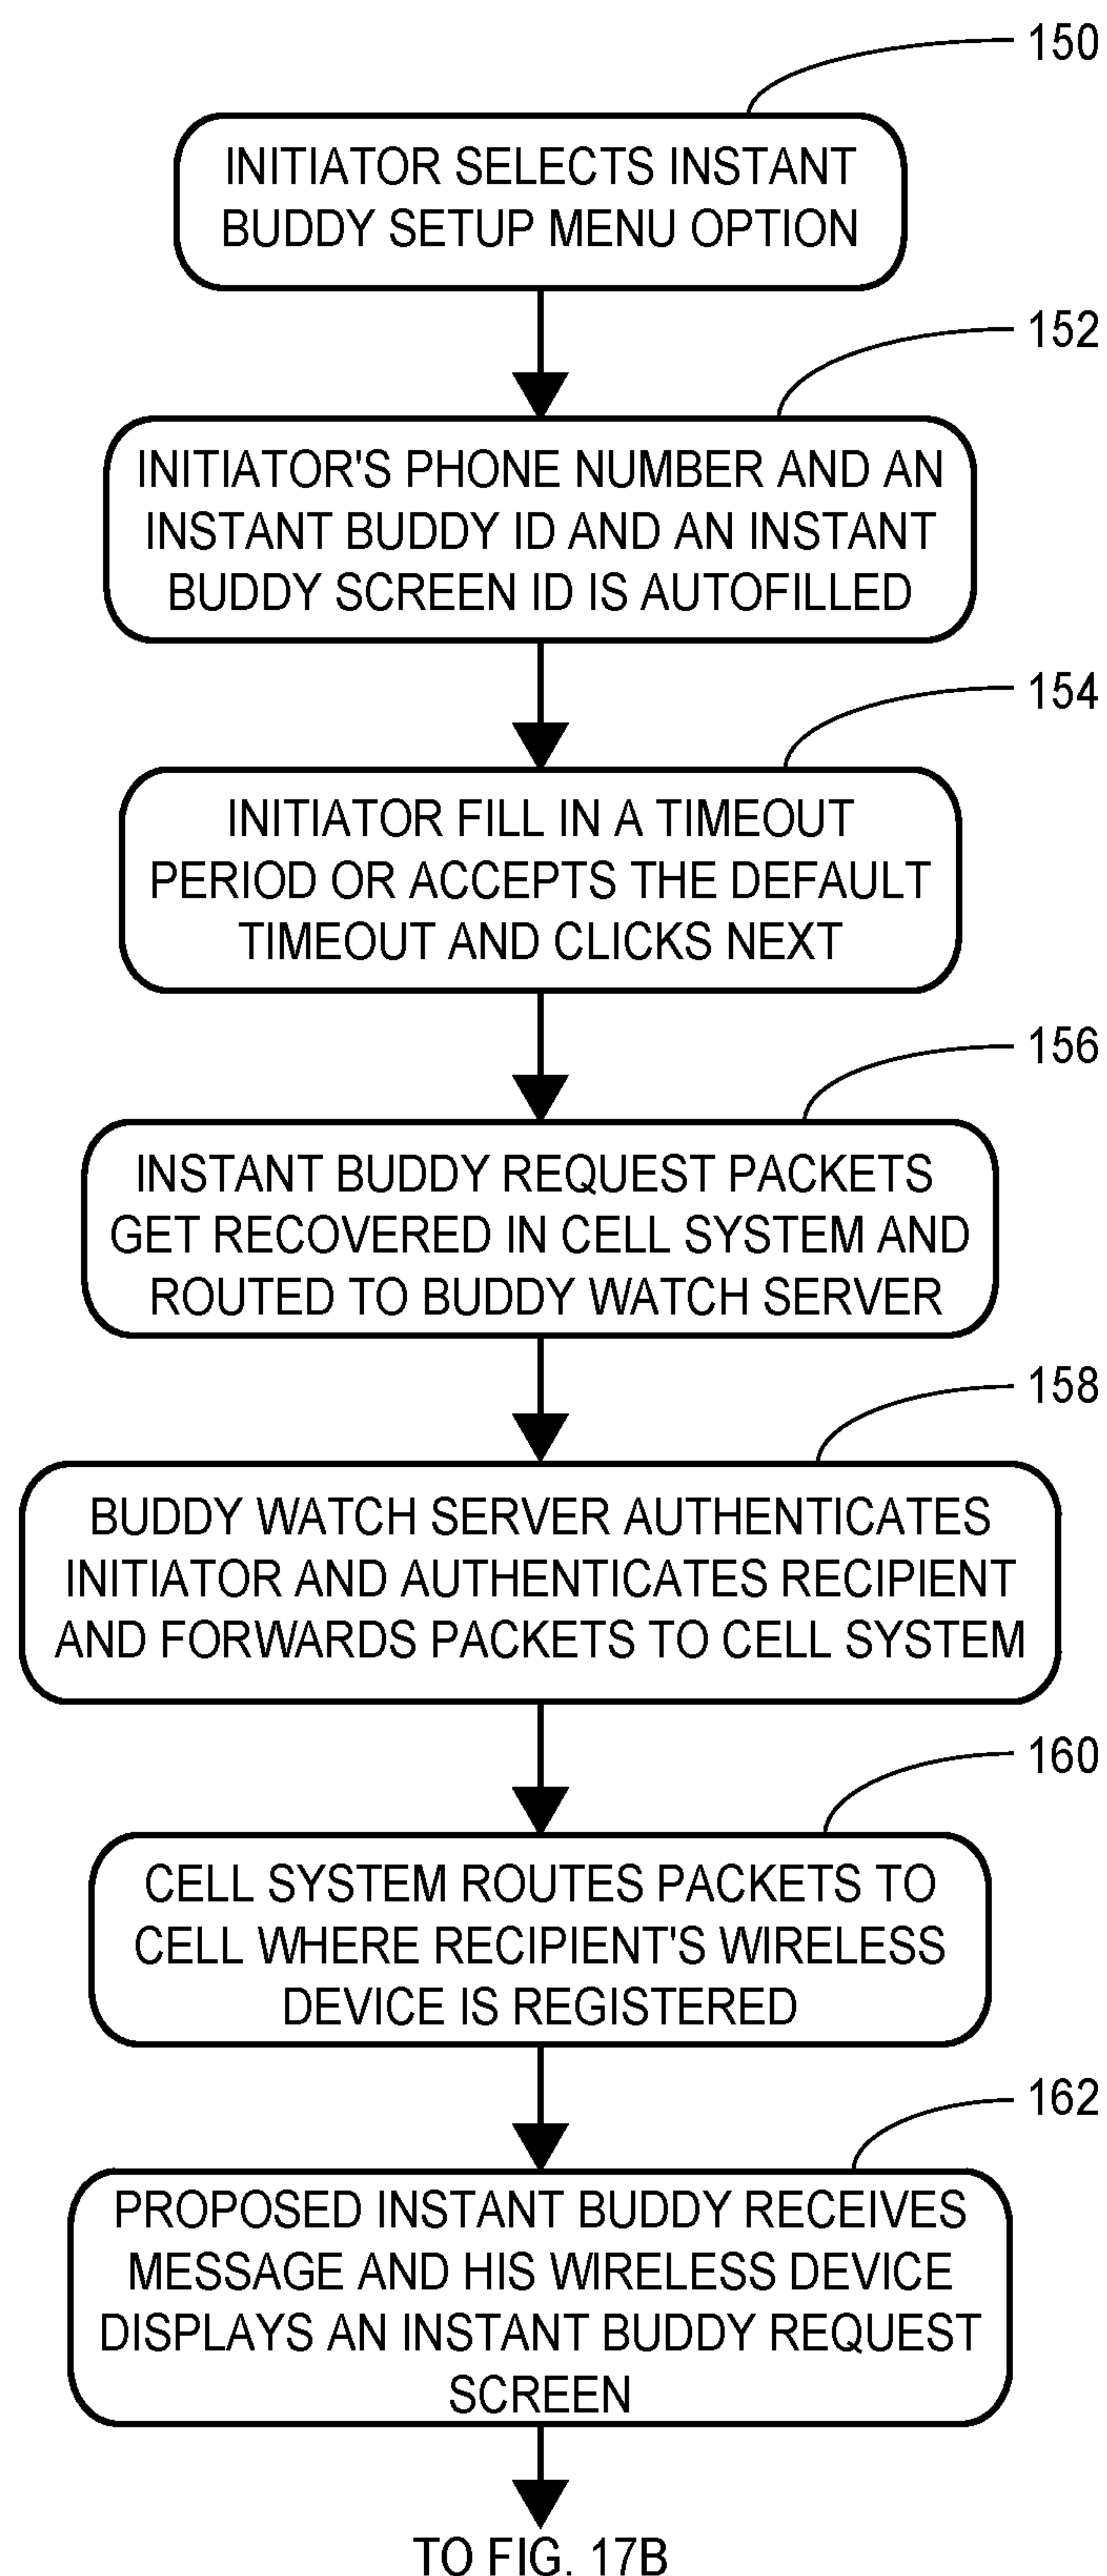 150
INITIATOR SELECTS INSTANT
BUDDY SETUP MENU OPTION
152
INITIATOR'S PHONE NUMBER AND AN
INSTANT BUDDY ID AND AN INSTANT
BUDDY SCREEN ID IS AUTOFILLED
154
INITIATOR FILL IN A TIMEOUT
PERIOD OR ACCEPTS THE DEFAULT
TIMEOUT AND CLICKS NEXT
156
INSTANT BUDDY REQUEST PACKETS
GET RECOVERED IN CELL SYSTEM AND
ROUTED TO BUDDY WATCH SERVER
158
BUDDY WATCH SERVER AUTHENTICATES
INITIATOR AND AUTHENTICATES RECIPIENT
AND FORWARDS PACKETS TO CELL SYSTEM
160
CELL SYSTEM ROUTES PACKETS TO
CELL WHERE RECIPIENT'S WIRELESS
DEVICE IS REGISTERED
162
PROPOSED INSTANT BUDDY RECEIVES
MESSAGE AND HIS WIRELESS DEVICE
DISPLAYS AN INSTANT BUDDY REQUEST
SCREEN
TO FIG. 17B